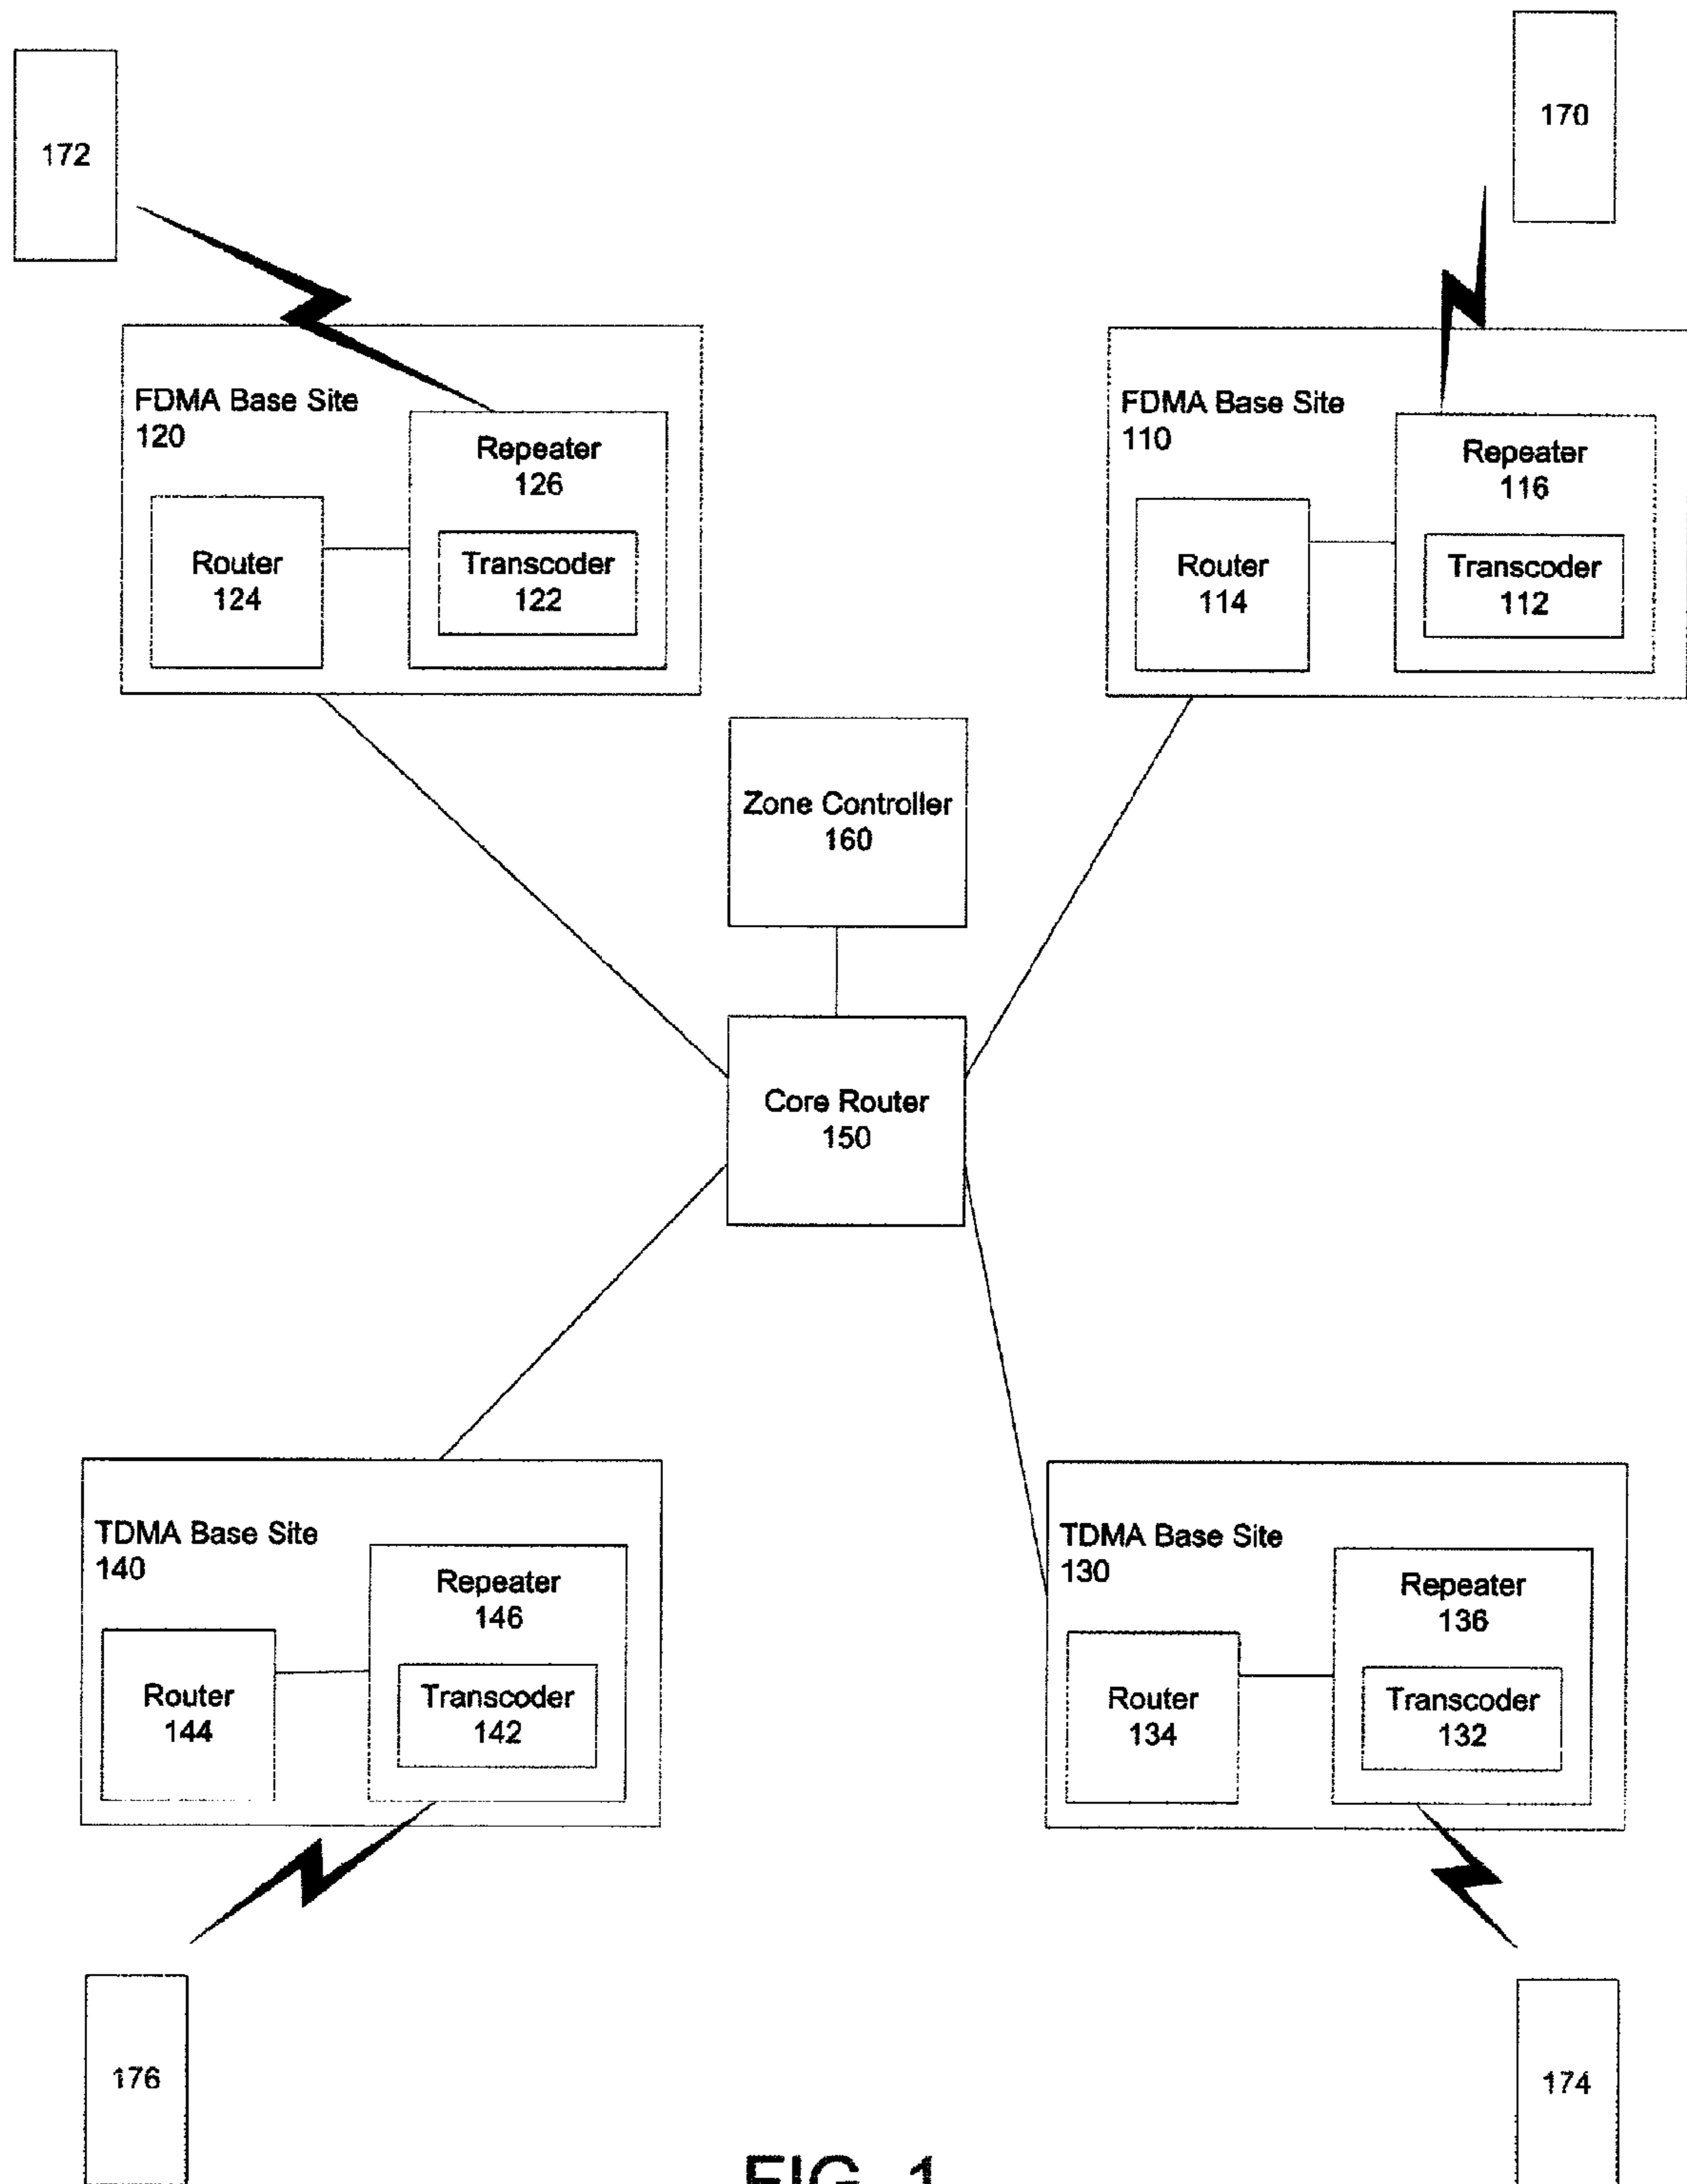 172
170
FDMA Base Site
120
Repeater
126
Router
124
Transcoder
122
FDMA Base Site
110
Repeater
116
Router
114
Transcoder
112
Zone Controller
160
Core Router
150
TDMA Base Site
140
Repeater
146
Router
144
Transcoder
142
TDMA Base Site
130
Repeater
136
Router
134
Transcoder
132
176
174
FIG. 1